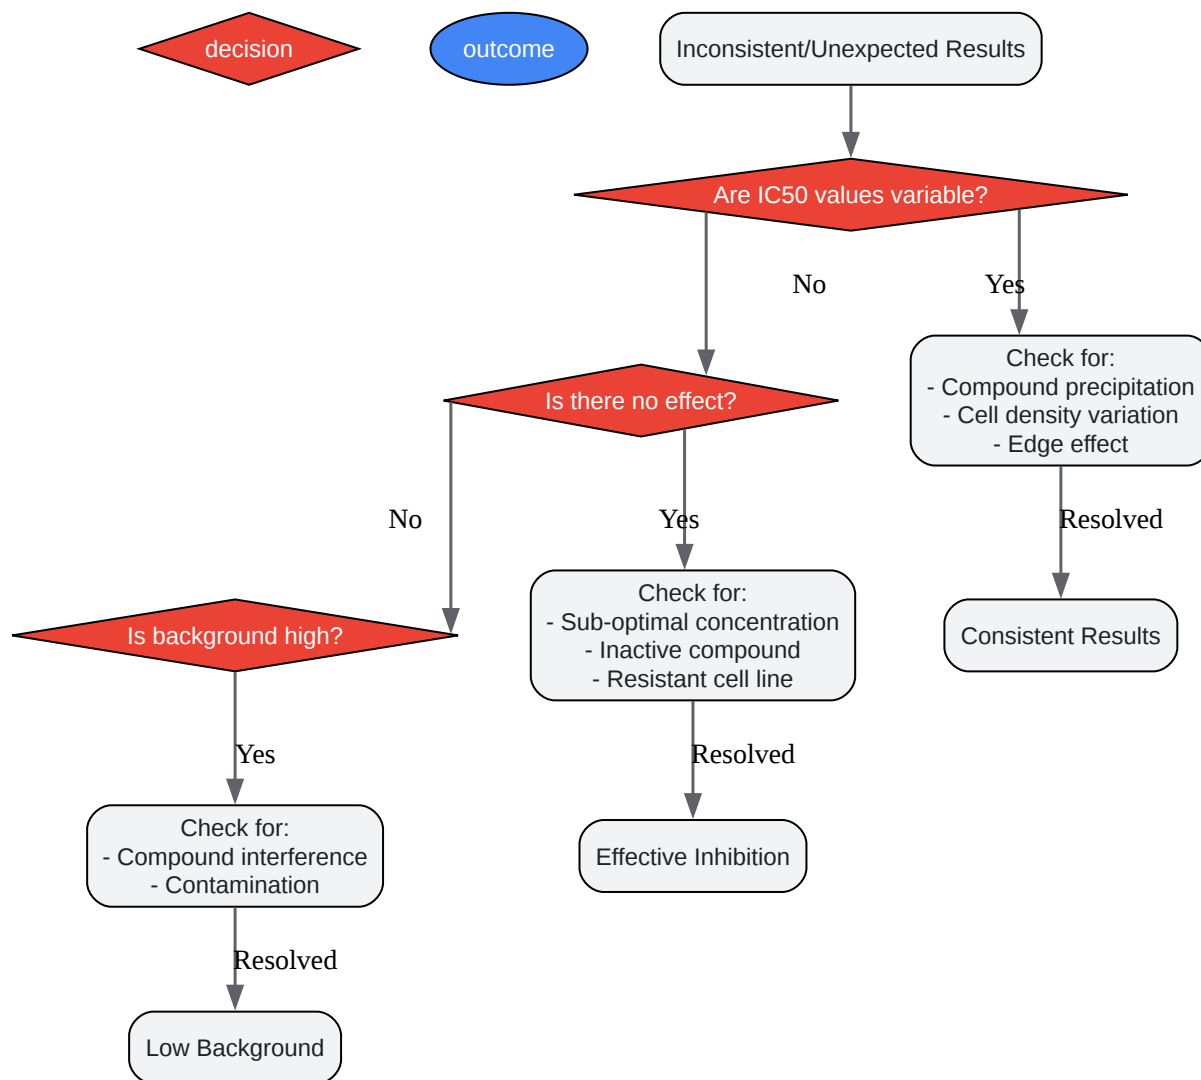 decision
outcome
Inconsistent/Unexpected Results
Are IC50 values variable?
No
Yes
Check for:
- Compound precipitation
- Cell density variation
- Edge effect
Is there no effect?
No
Yes
Resolved
Check for:
- Sub-optimal concentration
- Inactive compound
- Resistant cell line
Consistent Results
Is background high?
Yes
Resolved
Check for:
- Compound interference
- Contamination
Effective Inhibition
Resolved
Low Background